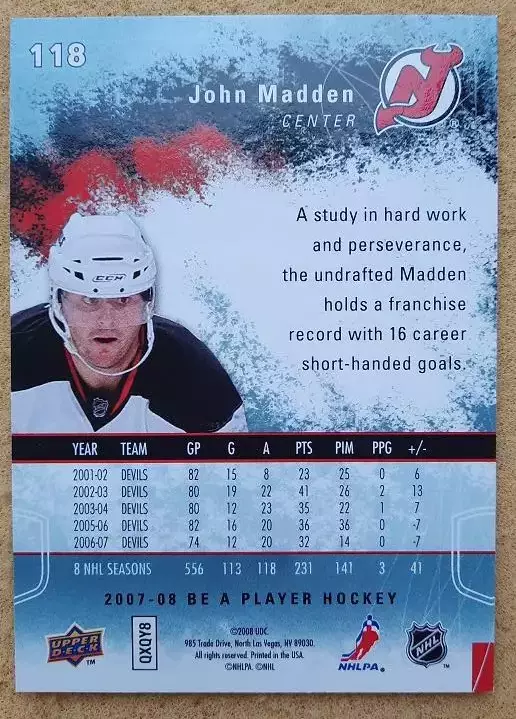 118
John Madden
CENTER
®
A study in hard work
and perseverance,
the undrafted Madden
holds a franchise
record with 16 career
short-handed goals.
CCM
YEAR TEAM GP G A PTS PIM PPG +/-
2001-02 DEVILS 82 15 8 23 25 0 6
2002-03 DEVILS 80 19 22 41 26 2 13
2003-04 DEVILS 80 12 23 35 22 1 7
2005-06 DEVILS 82 16 20 36 36 0 -7
2006-07 DEVILS 74 12 20 32 14 0 -7
8 NHL SEASONS 556 113 118 231 141 3 41
2007-08 BE A PLAYER HOCKEY
UPPER
DECK
TM
QXQY8
©2008 UDC.
985 Trade Drive, North Las Vegas, NV 89030.
All rights reserved. Printed in the USA.
©NHLPA. ©NHL
NHLPA.
NHL
TM